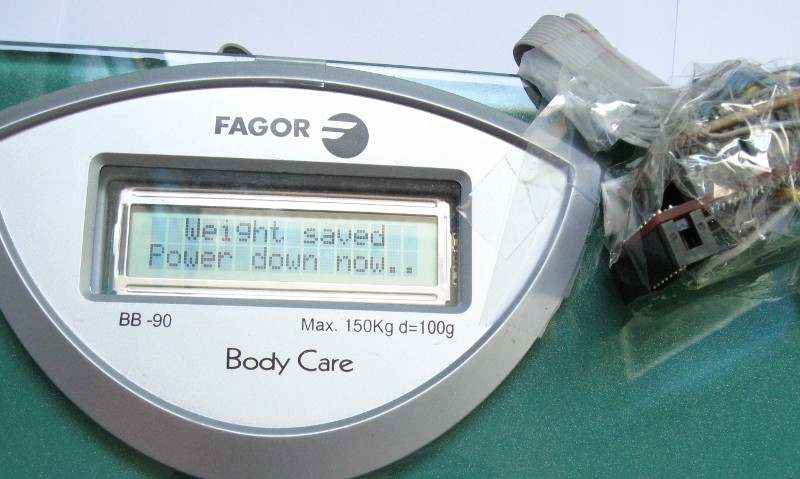 FAGOR
Weight saved
Power down now..
BB -90
Max. 150Kg d=100g
Body Care